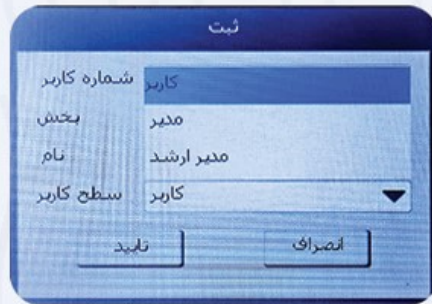 ثبت
شماره کاربر کاربر
بخش مدیر
نام مدیر ارشد
سطح کاربر کاربر
تایید انصراف